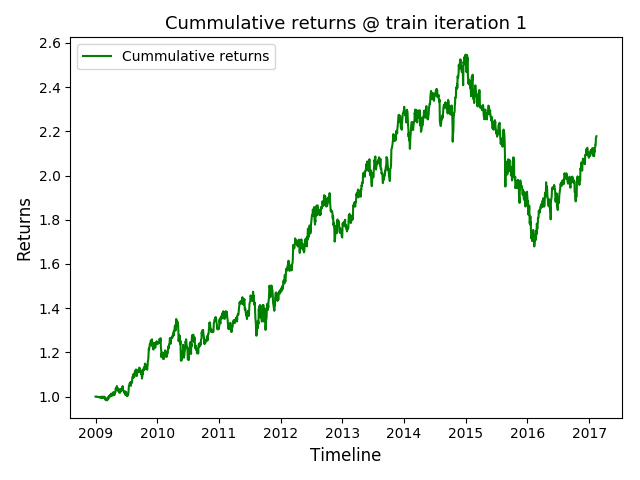 Cummulative returns @ train iteration 1
Cummulative returns
Returns
2.6
2.4
2.2
2.0
1.8
1.6
1.4
1.2
1.0
2009 2010 2011 2012 2013 2014 2015 2016 2017
Timeline